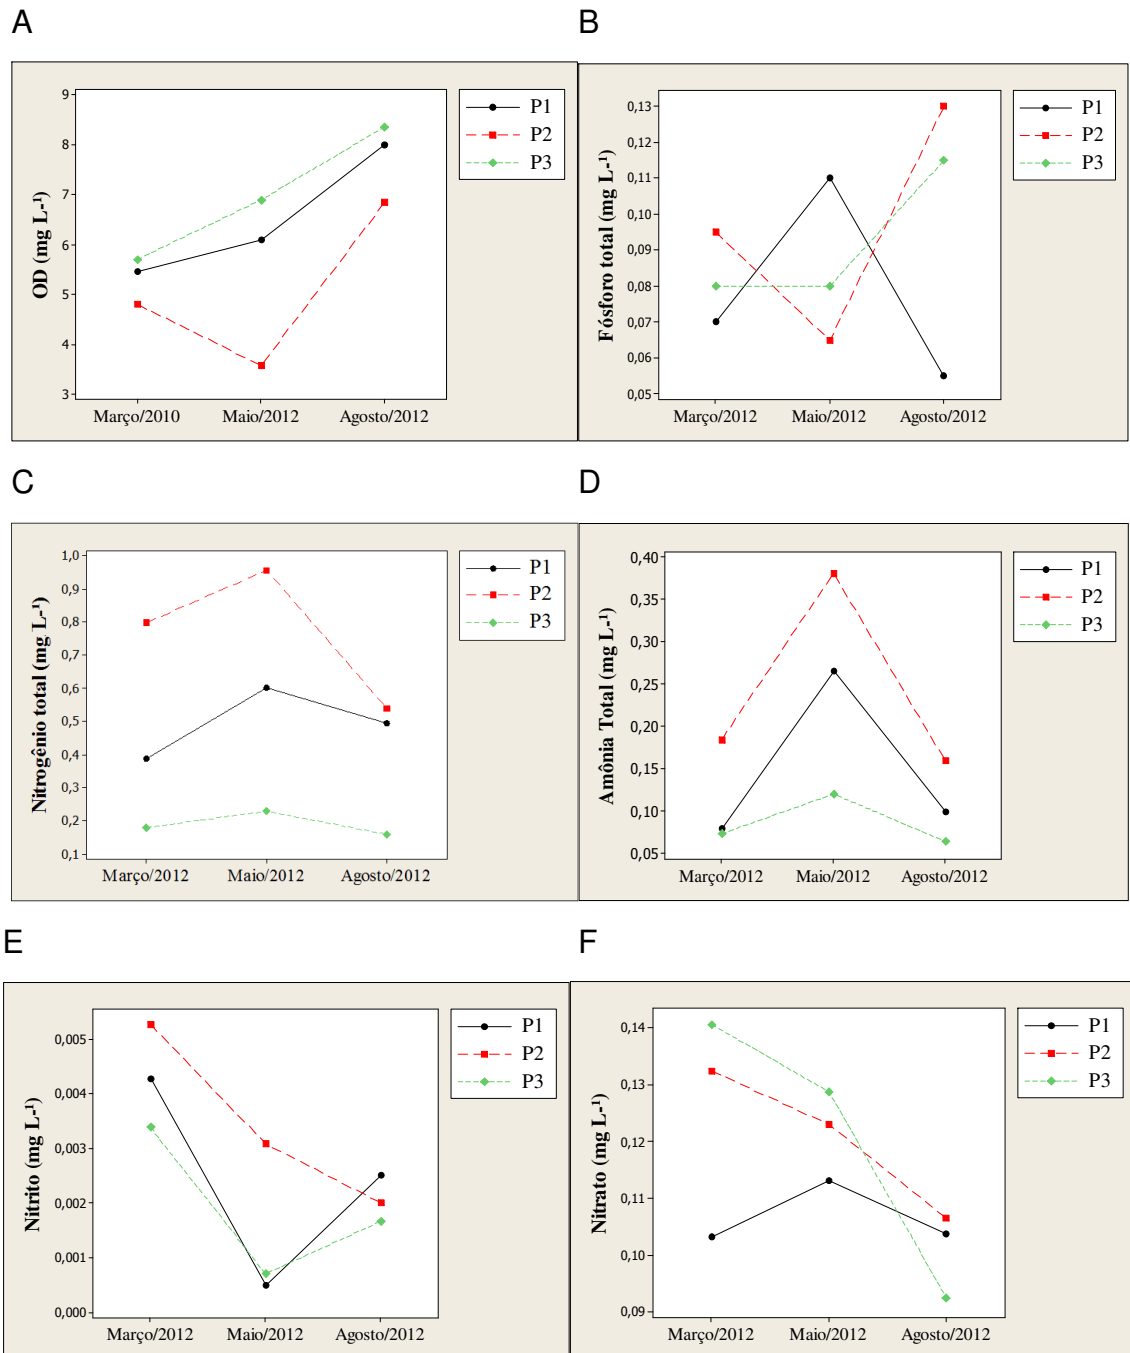 A
B
OD (mg L-¹)
9
8
7
6
5
4
3
Março/2010 Maio/2012 Agosto/2012
P1
P2
P3
Fósforo total (mg L-¹)
0,13
0,12
0,11
0,10
0,09
0,08
0,07
0,06
0,05
Março/2012 Maio/2012 Agosto/2012
P1
P2
P3
C
D
Nitrogênio total (mg L-¹)
1,0
0,9
0,8
0,7
0,6
0,5
0,4
0,3
0,2
0,1
Março/2012 Maio/2012 Agosto/2012
P1
P2
P3
Amônia Total (mg L-¹)
0,40
0,35
0,30
0,25
0,20
0,15
0,10
0,05
Março/2012 Maio/2012 Agosto/2012
P1
P2
P3
E
F
Nitrito (mg L-¹)
0,005
0,004
0,003
0,002
0,001
0,000
Março/2012 Maio/2012 Agosto/2012
P1
P2
P3
Nitrato (mg L-¹)
0,14
0,13
0,12
0,11
0,10
0,09
Março/2012 Maio/2012 Agosto/2012
P1
P2
P3